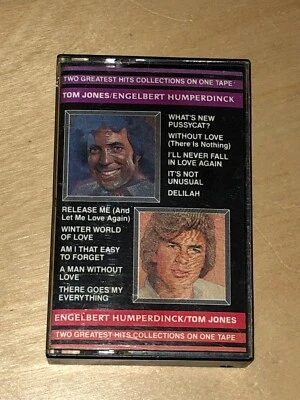 TWO GREATEST HITS COLLECTIONS ON ONE TAPE
TOM JONES/ENGELBERT HUMPERDINCK
WHAT'S NEW
PUSSYCAT?
WITHOUT LOVE
(There Is Nothing)
I'LL NEVER FALL
IN LOVE AGAIN
IT'S NOT
UNUSUAL
DELILAH
RELEASE ME (And
Let Me Love Again)
WINTER WORLD
OF LOVE
AM I THAT EASY
TO FORGET
A MAN WITHOUT
LOVE
THERE GOES MY
EVERYTHING
ENGELBERT HUMPERDINCK/TOM JONES
TWO GREATEST HITS COLLECTIONS ON ONE TAPE